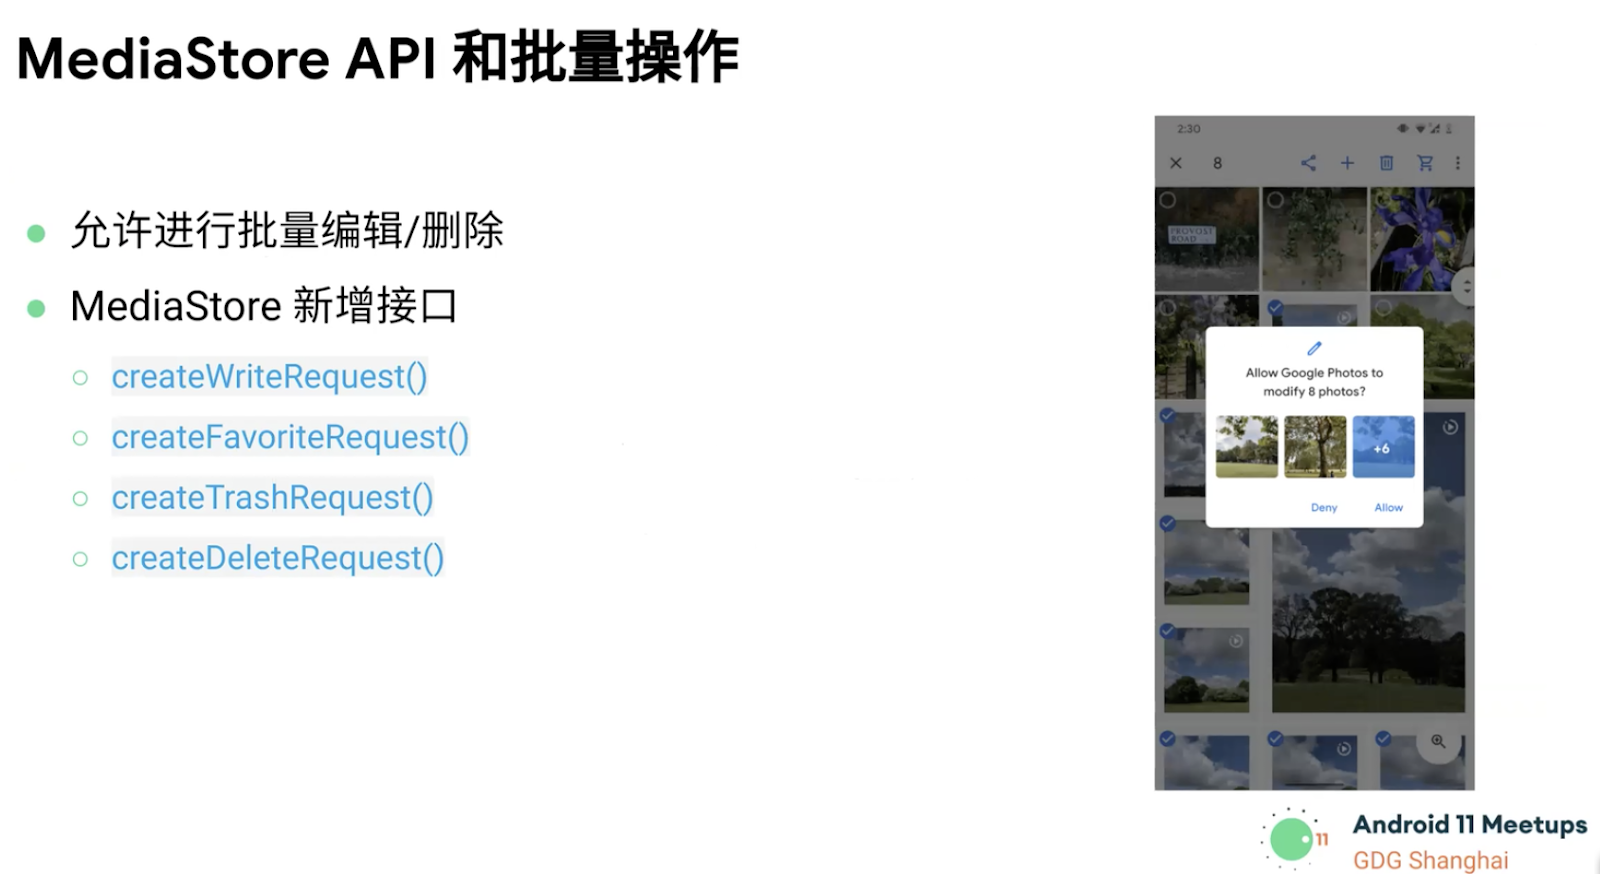 MediaStore API 和批量操作
允许进行批量编辑/删除
MediaStore 新增接口
createWriteRequest()
createFavoriteRequest()
createTrashRequest()
createDeleteRequest()
2:30
8
PROVOST
ROAD
Allow Google Photos to
modify 8 photos?
+6
Deny
Allow
11
Android 11 Meetups
GDG Shanghai